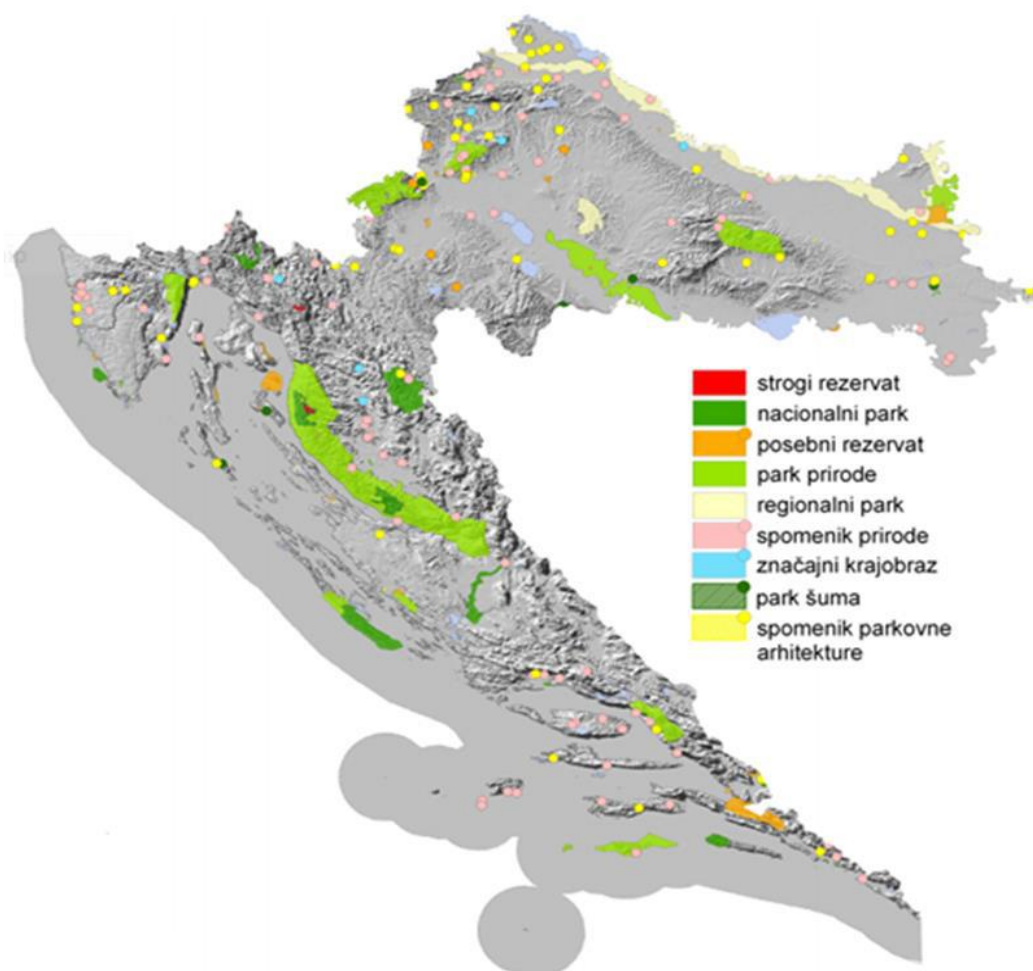 strogi rezervat
nacionalni park
posebni rezervat
park prirode
regionalni park
spomenik prirode
značajni krajobraz
park šuma
spomenik parkovne
arhitekture